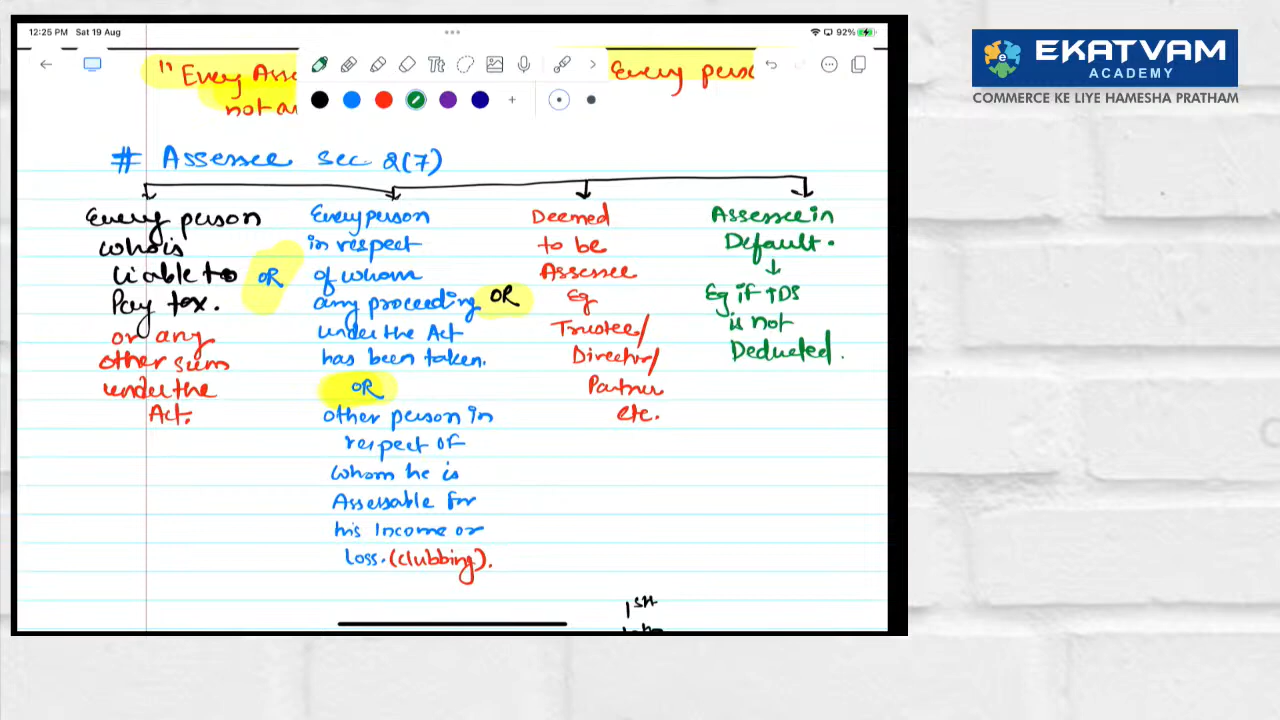 12:25 PM Sat 19 Aug
92%
EKATVAM
ACADEMY
COMMERCE KE LIYE HAMESHA PRATHAM
" Every Asse
Every perso
not an
# Assessee sec 2(7)
Every person
who is
liable to
Pay tax.
or any
other sum
under the
Act.
OR
Every person
in respect
of whom
any proceeding
under the Act
has been taken.
OR
other person in
respect of
whom he is
Assessable for
his Income or
loss. (clubbing).
OR
Deemed
to be
Assessee
Eg
Trustee/
Director/
Partner
etc.
Assessee in
Default.
Eg if TDS
is not
Deducted.
1st